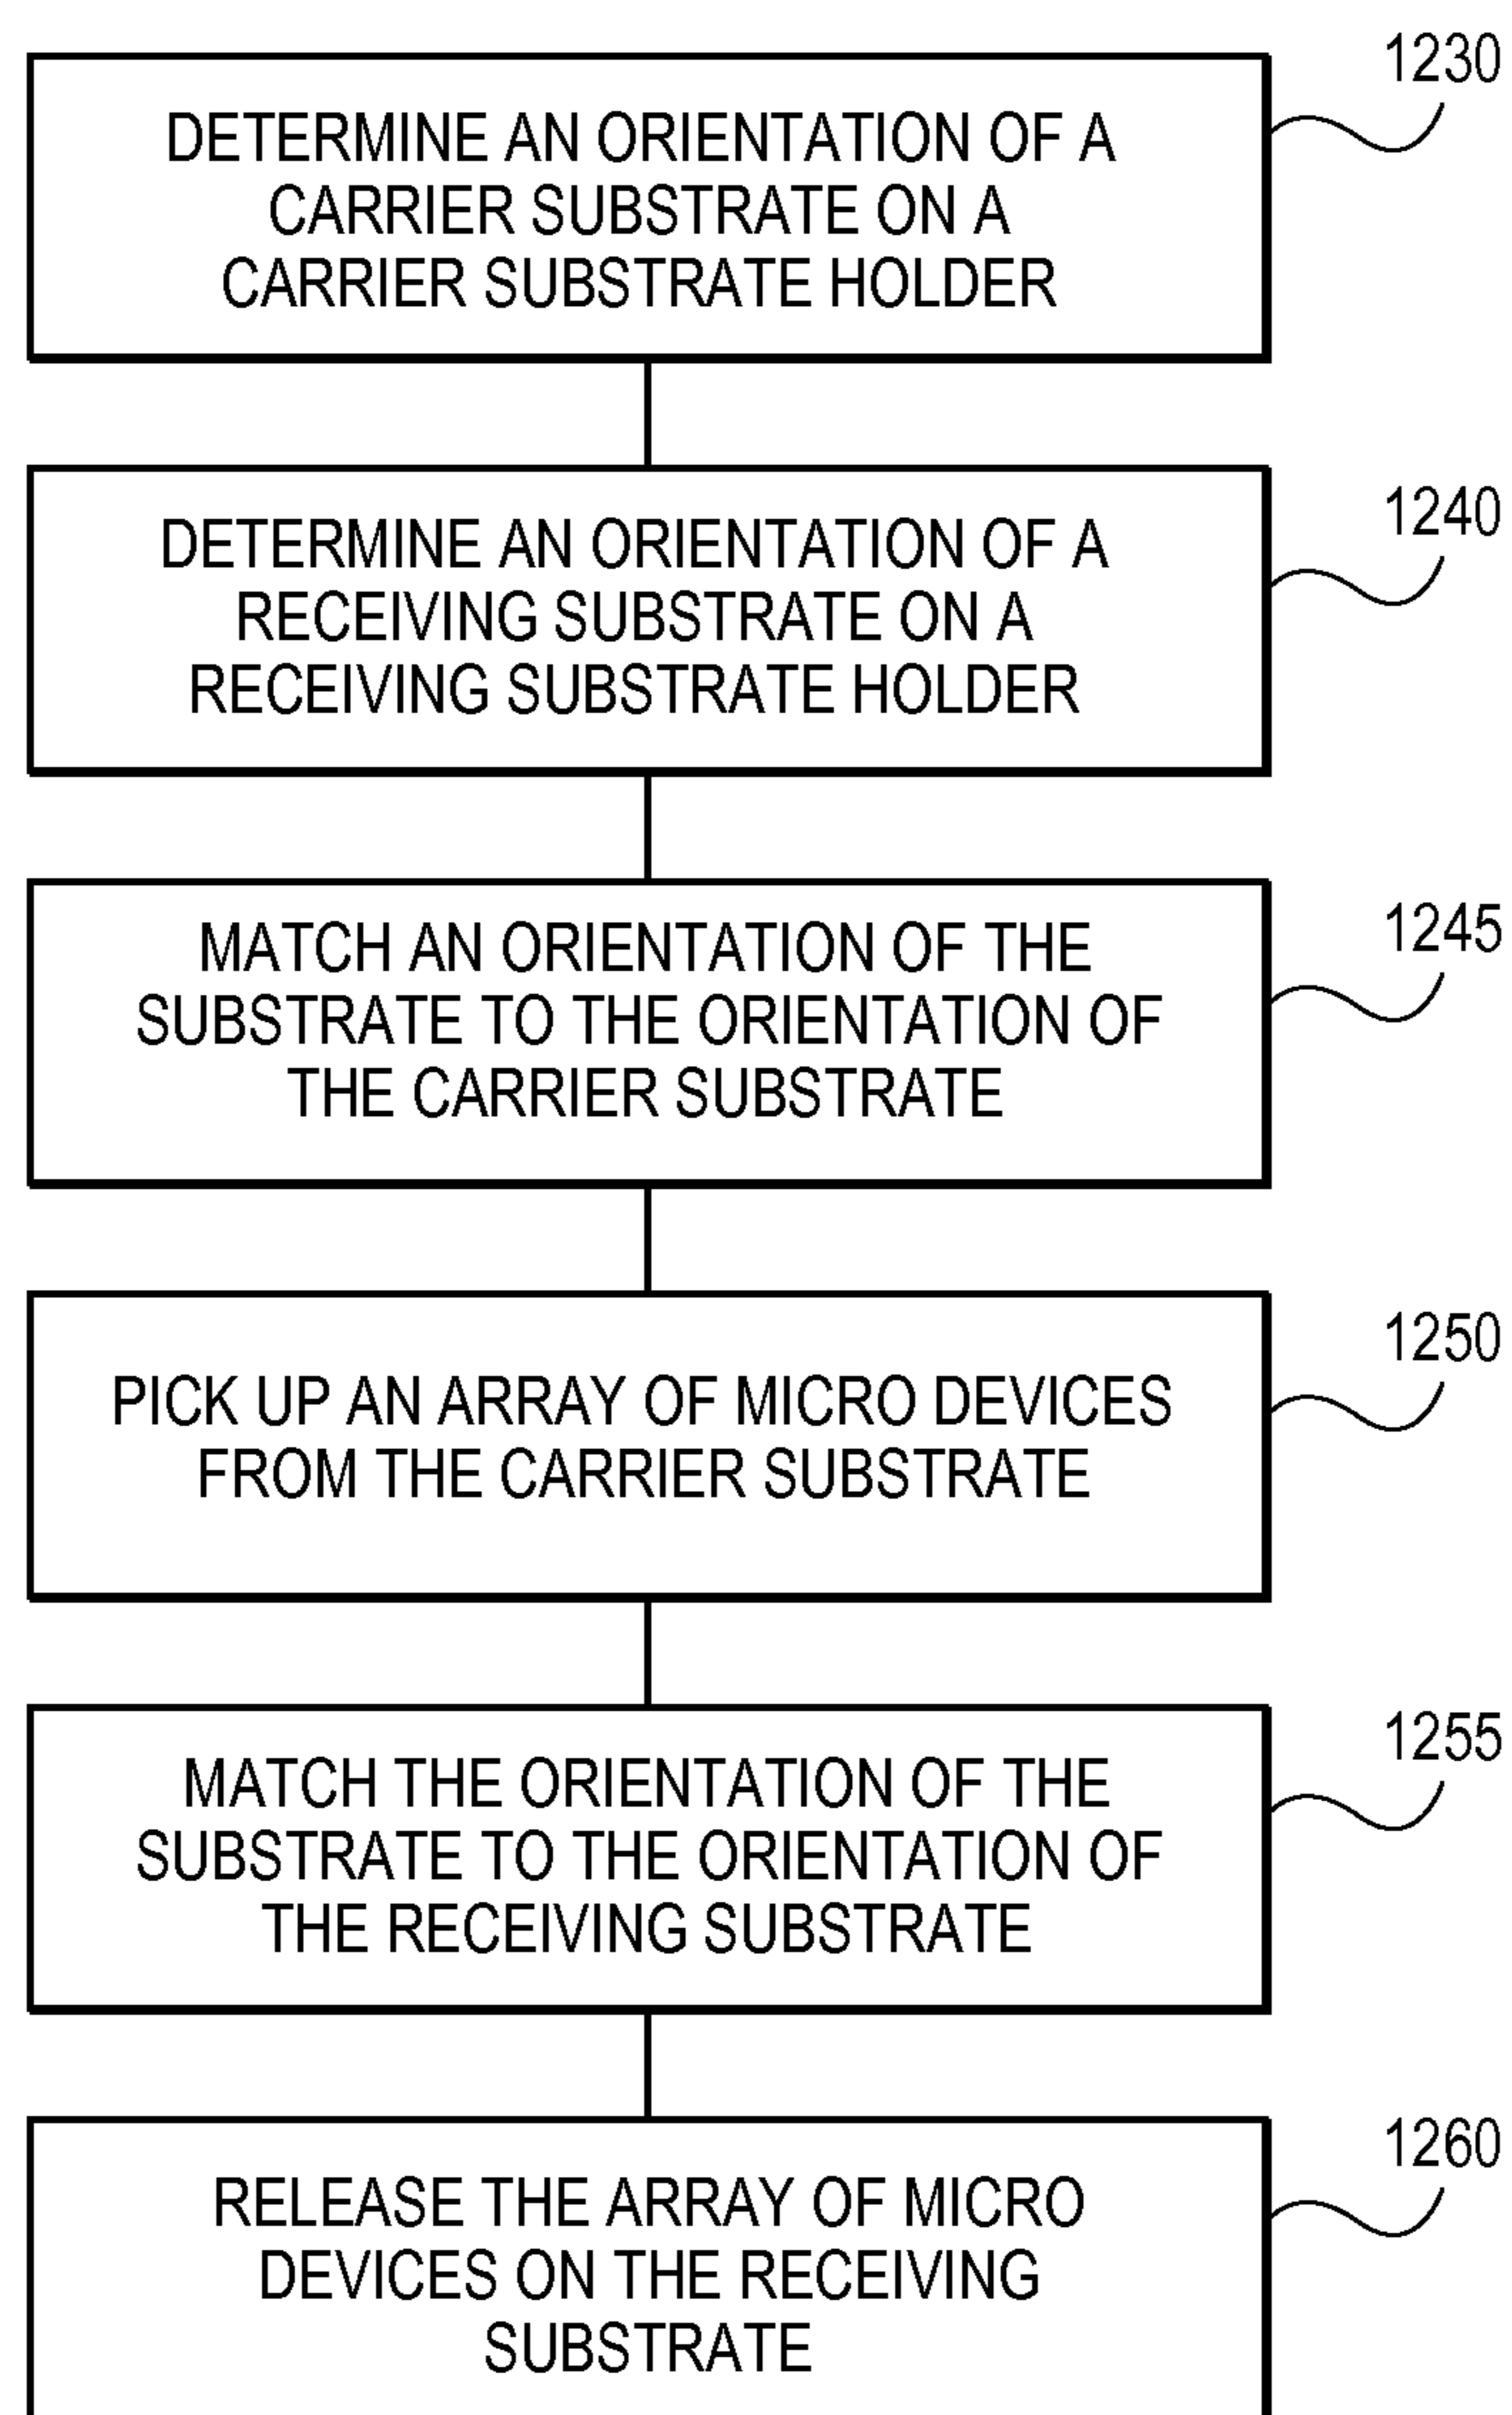 1230
DETERMINE AN ORIENTATION OF A
CARRIER SUBSTRATE ON A
CARRIER SUBSTRATE HOLDER
1240
DETERMINE AN ORIENTATION OF A
RECEIVING SUBSTRATE ON A
RECEIVING SUBSTRATE HOLDER
1245
MATCH AN ORIENTATION OF THE
SUBSTRATE TO THE ORIENTATION OF
THE CARRIER SUBSTRATE
1250
PICK UP AN ARRAY OF MICRO DEVICES
FROM THE CARRIER SUBSTRATE
1255
MATCH THE ORIENTATION OF THE
SUBSTRATE TO THE ORIENTATION OF
THE RECEIVING SUBSTRATE
1260
RELEASE THE ARRAY OF MICRO
DEVICES ON THE RECEIVING
SUBSTRATE